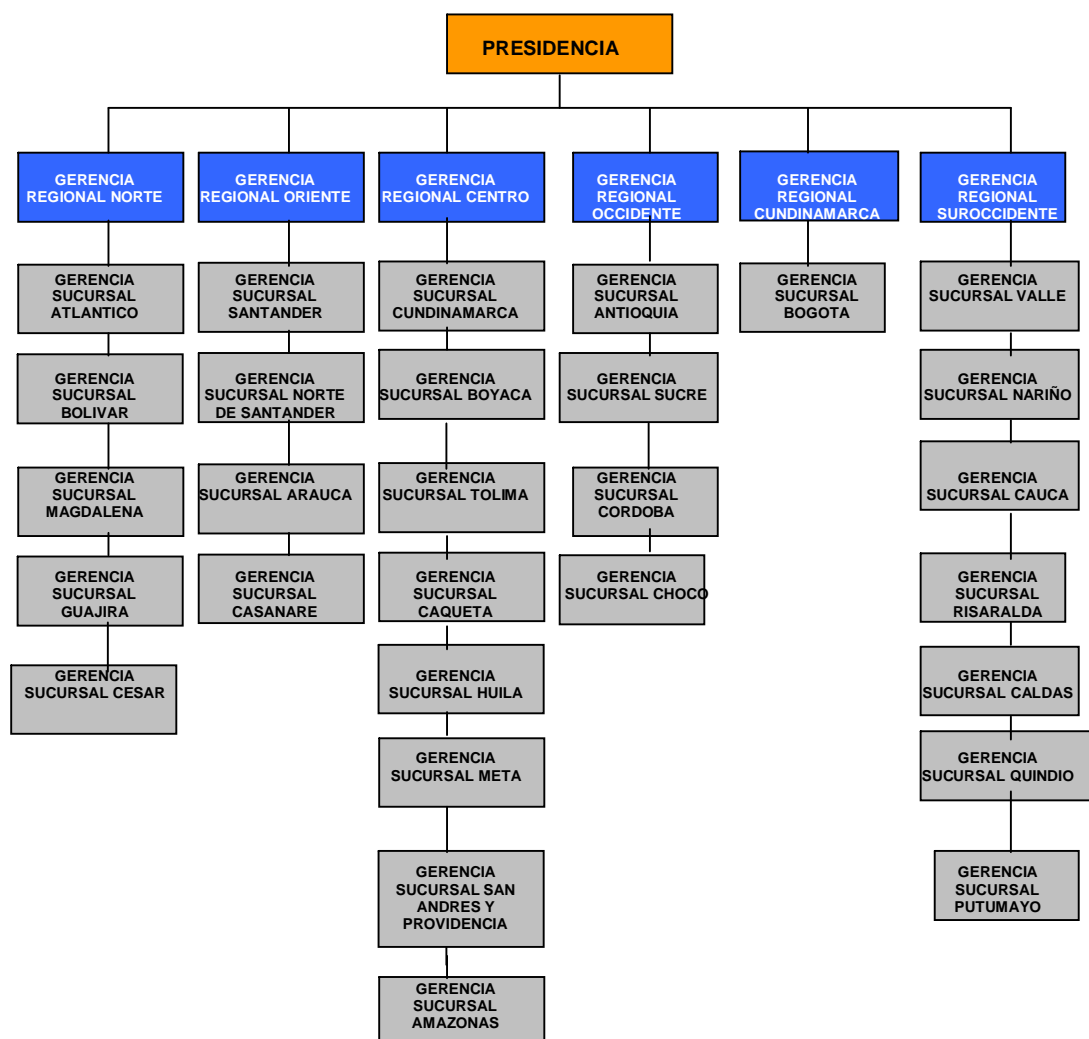 PRESIDENCIA
GERENCIA
REGIONAL NORTE
GERENCIA
REGIONAL ORIENTE
GERENCIA
REGIONAL CENTRO
GERENCIA
REGIONAL
OCCIDENTE
GERENCIA
REGIONAL
CUNDINAMARCA
GERENCIA
REGIONAL
SUROCCIDENTE
GERENCIA
SUCURSAL
ATLANTICO
GERENCIA
SUCURSAL
SANTANDER
GERENCIA
SUCURSAL
CUNDINAMARCA
GERENCIA
SUCURSAL
ANTIOQUIA
GERENCIA
SUCURSAL
BOGOTA
GERENCIA
SUCURSAL VALLE
GERENCIA
SUCURSAL
BOLIVAR
GERENCIA
SUCURSAL NORTE
DE SANTANDER
GERENCIA
SUCURSAL BOYACA
GERENCIA
SUCURSAL SUCRE
GERENCIA
SUCURSAL NARIÑO
GERENCIA
SUCURSAL
MAGDALENA
GERENCIA
SUCURSAL ARAUCA
GERENCIA
SUCURSAL TOLIMA
GERENCIA
SUCURSAL
CORDOBA
GERENCIA
SUCURSAL CAUCA
GERENCIA
SUCURSAL
GUAJIRA
GERENCIA
SUCURSAL
CASANARE
GERENCIA
SUCURSAL
CAQUETA
GERENCIA
SUCURSAL CHOCO
GERENCIA
SUCURSAL
RISARALDA
GERENCIA
SUCURSAL CESAR
GERENCIA
SUCURSAL HUILA
GERENCIA
SUCURSAL CALDAS
GERENCIA
SUCURSAL META
GERENCIA
SUCURSAL QUINDIO
GERENCIA
SUCURSAL SAN
ANDRES Y
PROVIDENCIA
GERENCIA
SUCURSAL
PUTUMAYO
GERENCIA
SUCURSAL
AMAZONAS